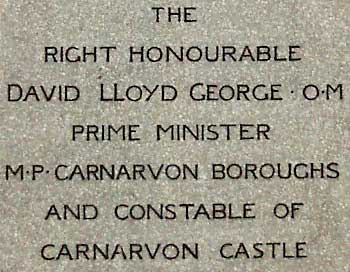 THE
RIGHT HONOURABLE
DAVID LLOYD GEORGE · O·M
PRIME MINISTER
M·P· CARNARVON BOROUGHS
AND CONSTABLE OF
CARNARVON CASTLE